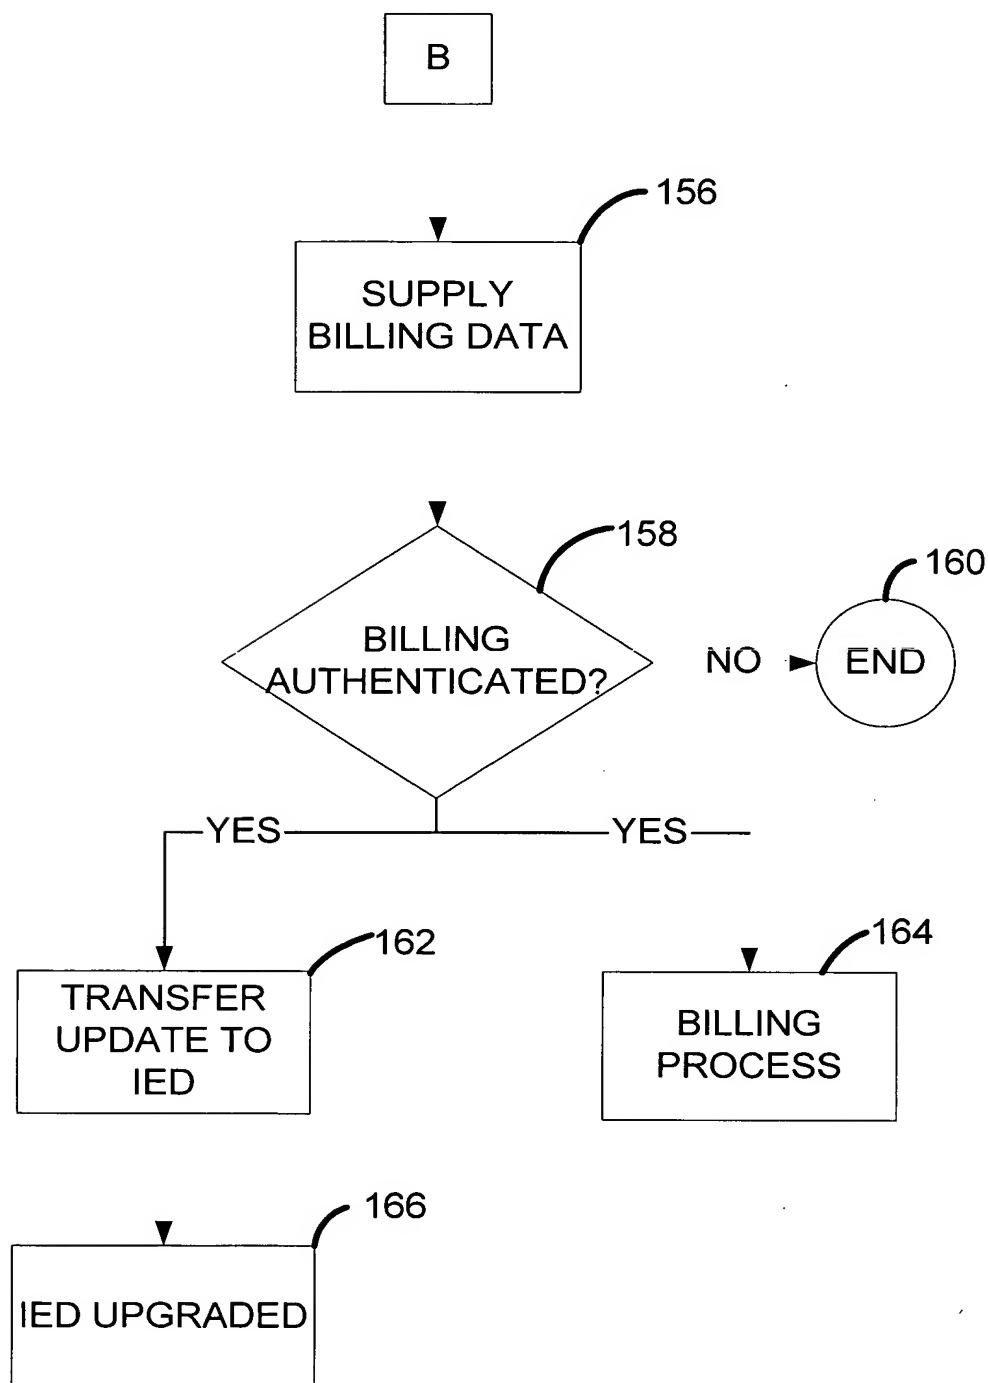 B
156
SUPPLY
BILLING DATA
158
BILLING
AUTHENTICATED?
160
NO
END
YES
YES
162
TRANSFER
UPDATE TO
IED
164
BILLING
PROCESS
166
IED UPGRADED